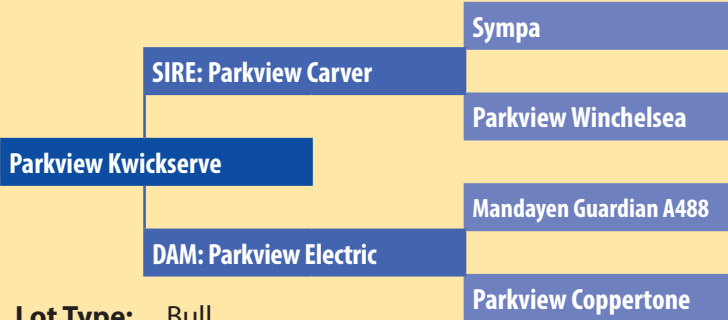 Sympa
SIRE: Parkview Carver
Parkview Winchelsea
Parkview Kwickserve
Mandayen Guardian A488
DAM: Parkview Electric
Parkview Coppertone
Lot Type: Bull